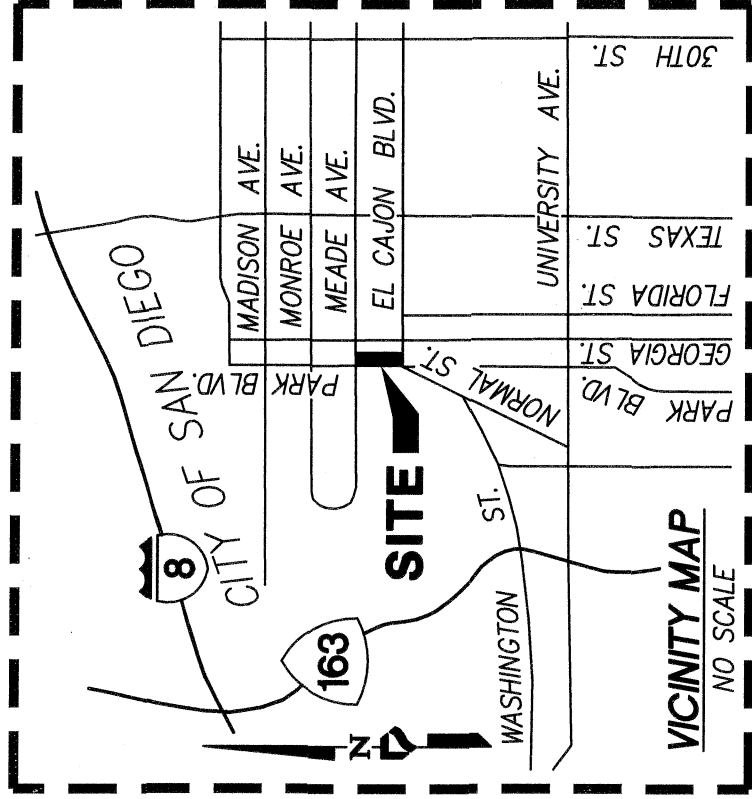 30TH ST.
MADISON AVE.
MONROE AVE.
MEADE AVE.
EL CAJON BLVD.
UNIVERSITY AVE.
TEXAS ST.
FLORIDA ST.
GEORGIA ST.
CITY OF SAN DIEGO
PARK BLVD.
NORMAL ST.
PARK BLVD.
SITE
8
163
WASHINGTON ST.
N
VICINITY MAP
NO SCALE